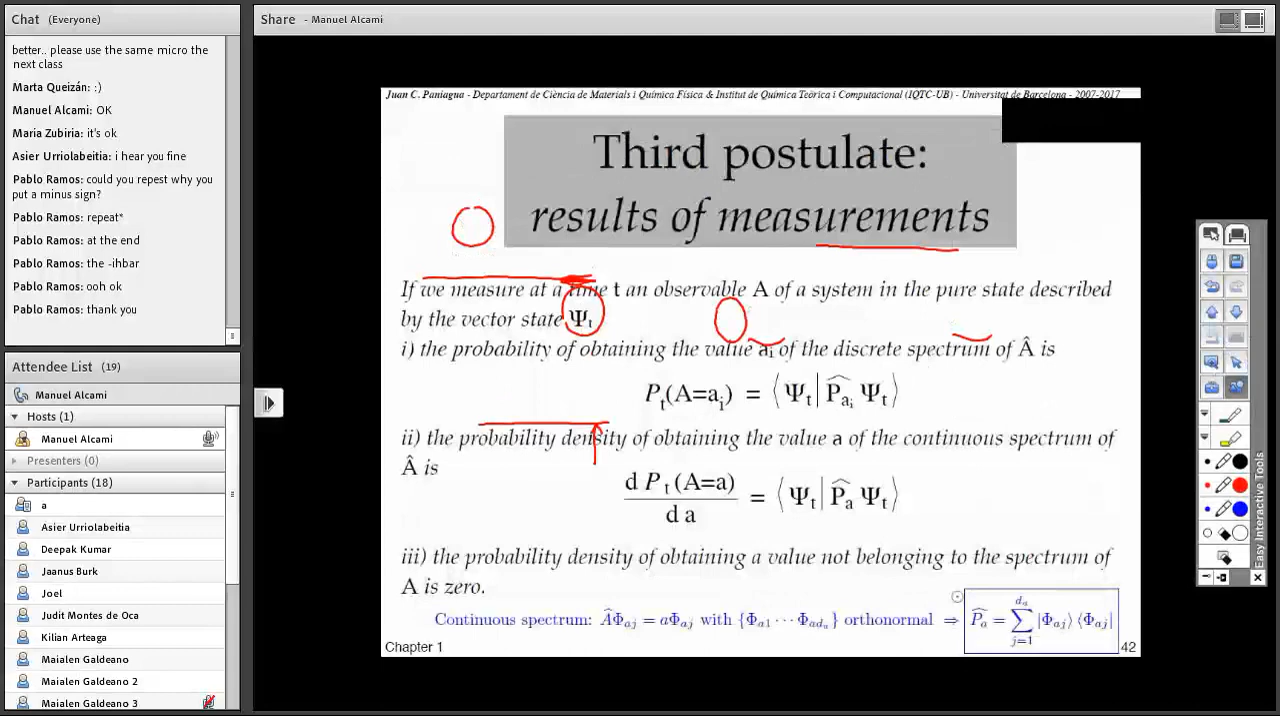 Chat (Everyone)
better.. please use the same micro the
next class
Marta Queizán: :)
Manuel Alcami: OK
Maria Zubiria: it's ok
Asier Urriolabeitia: i hear you fine
Pablo Ramos: could you repest why you
put a minus sign?
Pablo Ramos: repeat*
Pablo Ramos: at the end
Pablo Ramos: the -ihbar
Pablo Ramos: ooh ok
Pablo Ramos: thank you
Attendee List (19)
Manuel Alcami
Hosts (1)
Manuel Alcami
Presenters (0)
Participants (18)
a
Asier Urriolabeitia
Deepak Kumar
Jaanus Burk
Joel
Judit Montes de Oca
Kilian Arteaga
Maialen Galdeano
Maialen Galdeano 2
Maialen Galdeano 3
Share - Manuel Alcami
Juan C. Paniagua - Departament de Ciència de Materials i Química Física & Institut de Química Teòrica i Computacional (IQTC-UB) - Universitat de Barcelona - 2007-2017
Third postulate:
results of measurements
If we measure at a time t an observable A of a system in the pure state described
by the vector state Ψₜ
i) the probability of obtaining the value aᵢ of the discrete spectrum of Â is
Pₜ(A=aᵢ) = ⟨Ψₜ| P̂aᵢ Ψₜ⟩
ii) the probability density of obtaining the value a of the continuous spectrum of
Â is
d Pₜ(A=a) / d a = ⟨Ψₜ| P̂a Ψₜ⟩
iii) the probability density of obtaining a value not belonging to the spectrum of
A is zero.
Continuous spectrum: ÂΦaj = aΦaj with {Φa1 ··· Φadₐ} orthonormal ⇒ P̂a = ∑ j=1 dₐ |Φaj⟩⟨Φaj|
Chapter 1 42
Easy Interactive Tools